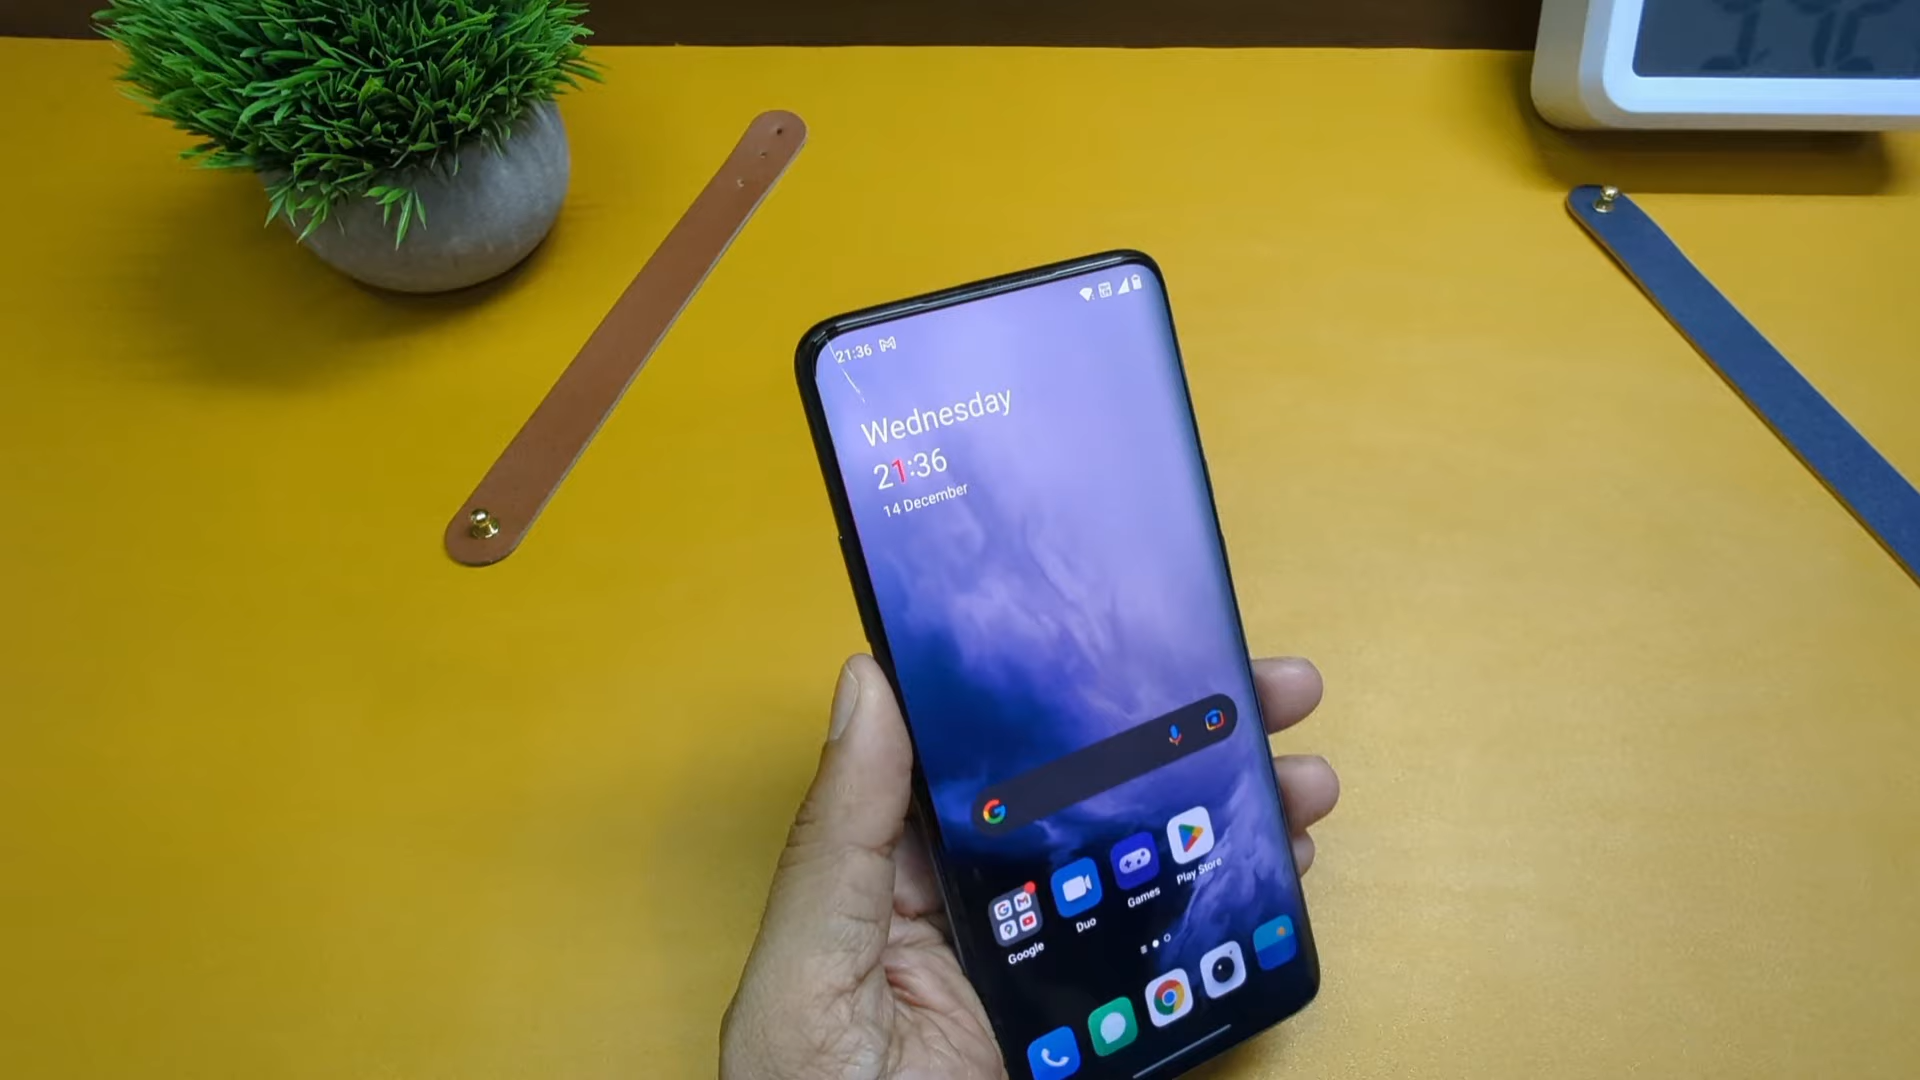 21:36
Wednesday
21:36
14 December
Google
Duo
Games
Play Store